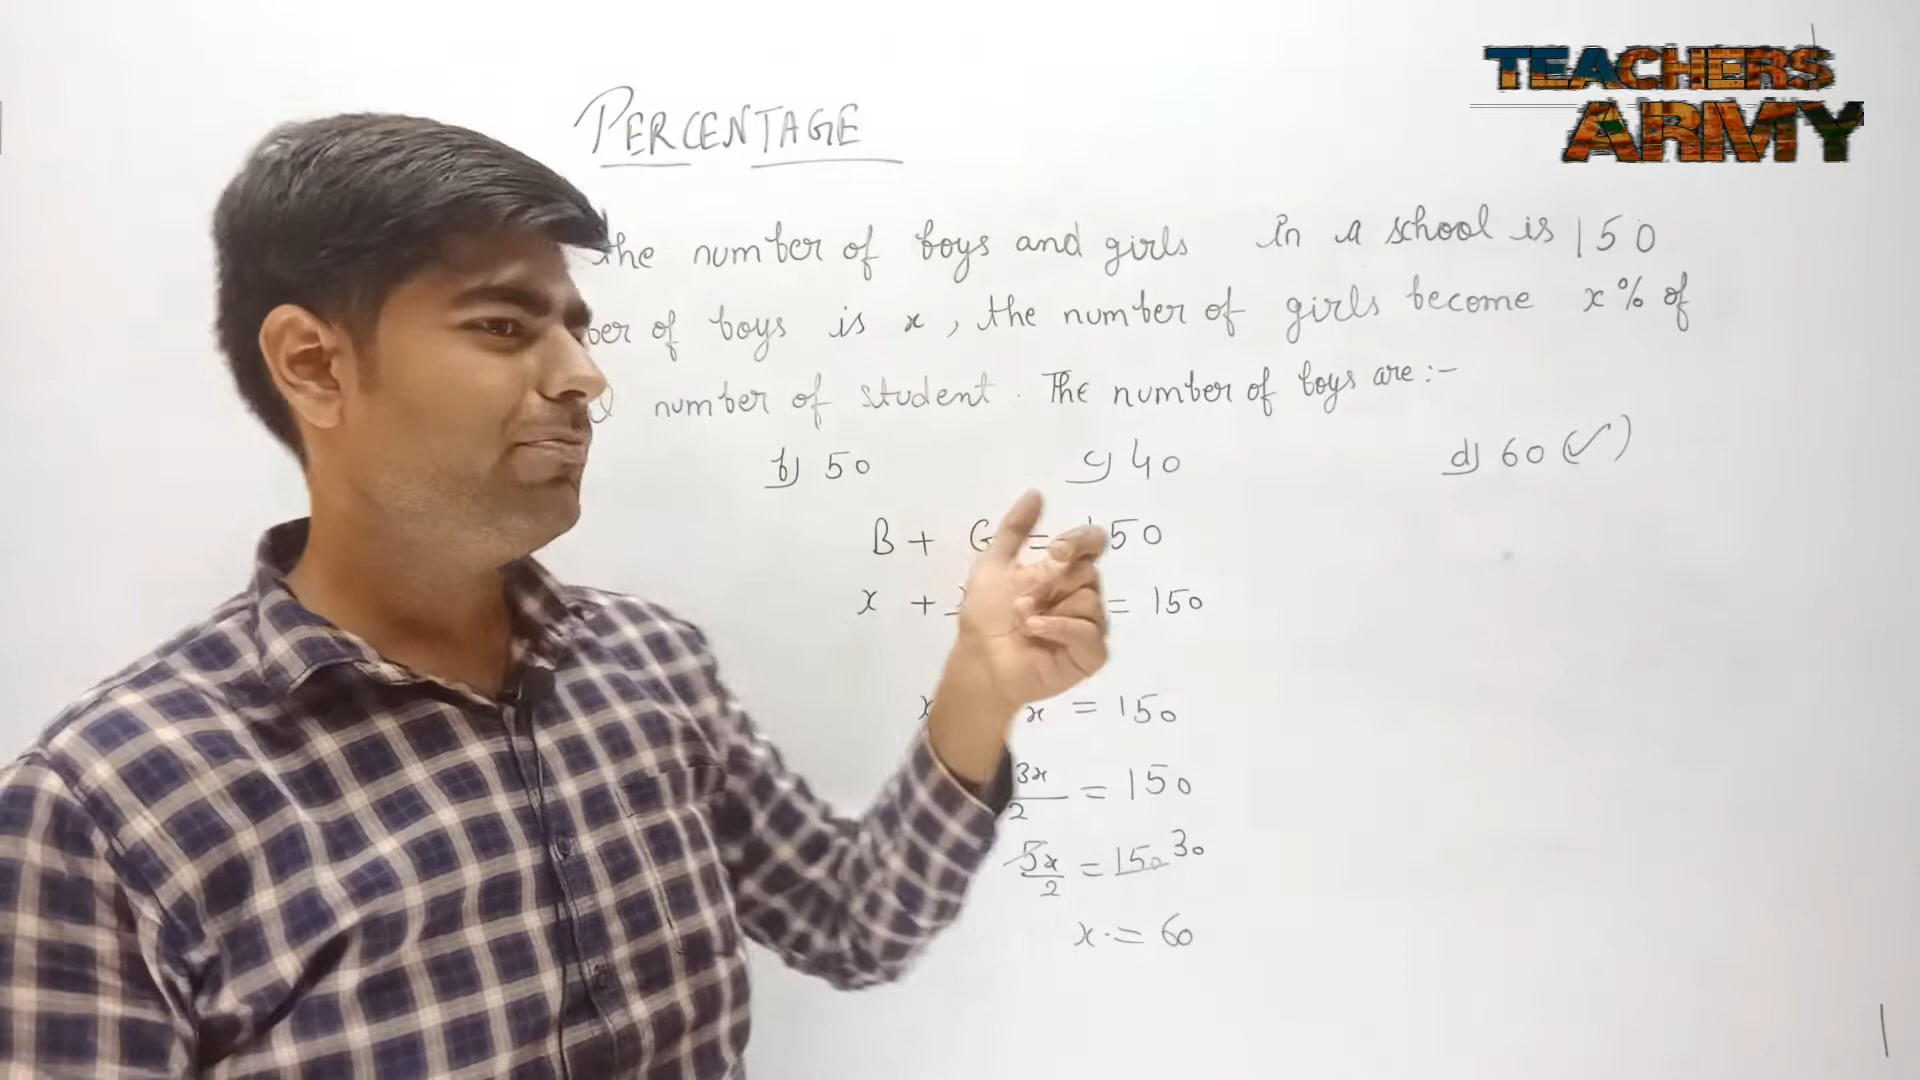 TEACHERS
ARMY
PERCENTAGE
the number of boys and girls in a school is 150
ber of boys is x, the number of girls become x% of
number of student. The number of boys are :-
b) 50 c) 40 d) 60 (✓)
B + G = 150
x + = 150
x x = 150
3x/2 = 150
5x/2 = 150 30
x = 60